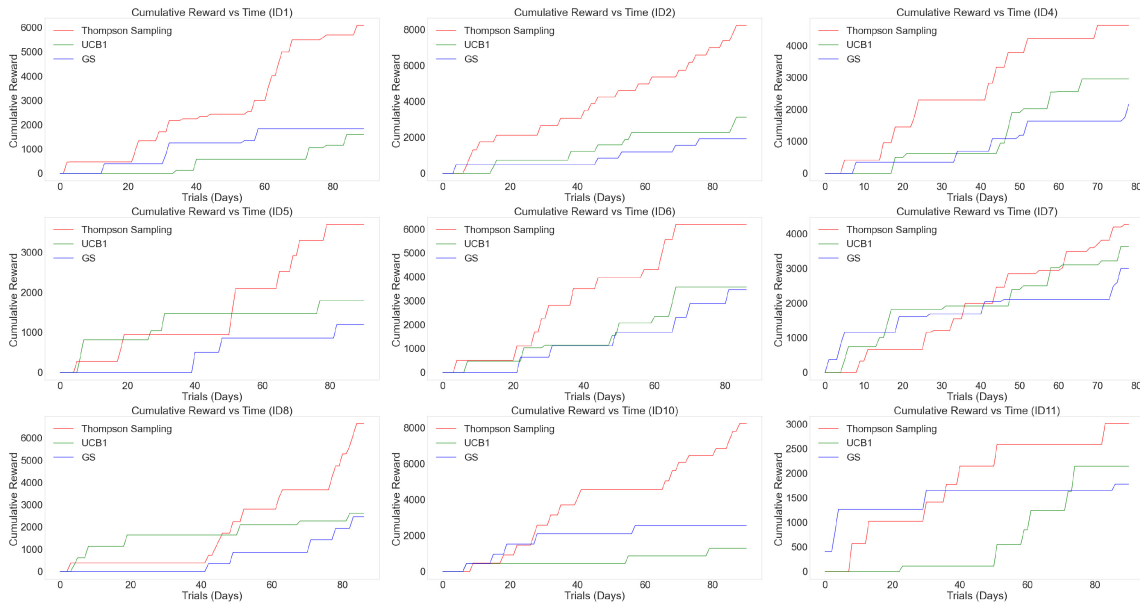 Cumulative Reward vs Time (ID1)
Cumulative Reward
6000
5000
4000
3000
2000
1000
0
Thompson Sampling
UCB1
GS
0 20 40 60 80
Trials (Days)
Cumulative Reward vs Time (ID2)
Cumulative Reward
8000
6000
4000
2000
0
Thompson Sampling
UCB1
GS
0 20 40 60 80
Trials (Days)
Cumulative Reward vs Time (ID4)
Cumulative Reward
4000
3000
2000
1000
0
Thompson Sampling
UCB1
GS
0 10 20 30 40 50 60 70 80
Trials (Days)
Cumulative Reward vs Time (ID5)
Cumulative Reward
3000
2000
1000
0
Thompson Sampling
UCB1
GS
0 20 40 60 80
Trials (Days)
Cumulative Reward vs Time (ID6)
Cumulative Reward
6000
5000
4000
3000
2000
1000
0
Thompson Sampling
UCB1
GS
0 20 40 60 80
Trials (Days)
Cumulative Reward vs Time (ID7)
Cumulative Reward
4000
3000
2000
1000
0
Thompson Sampling
UCB1
GS
0 10 20 30 40 50 60 70 80
Trials (Days)
Cumulative Reward vs Time (ID8)
Cumulative Reward
6000
5000
4000
3000
2000
1000
0
Thompson Sampling
UCB1
GS
0 20 40 60 80
Trials (Days)
Cumulative Reward vs Time (ID10)
Cumulative Reward
8000
6000
4000
2000
0
Thompson Sampling
UCB1
GS
0 20 40 60 80
Trials (Days)
Cumulative Reward vs Time (ID11)
Cumulative Reward
3000
2500
2000
1500
1000
500
0
Thompson Sampling
UCB1
GS
0 20 40 60 80
Trials (Days)